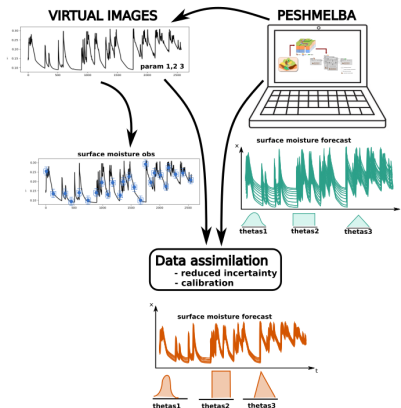 VIRTUAL IMAGES
PESHMELBA
param 1,2 3
surface moisture obs
surface moisture forecast
x
thetas1 thetas2 thetas3
Data assimilation
- reduced incertainty
- calibration
x
surface moisture forecast
t
thetas1 thetas2 thetas3